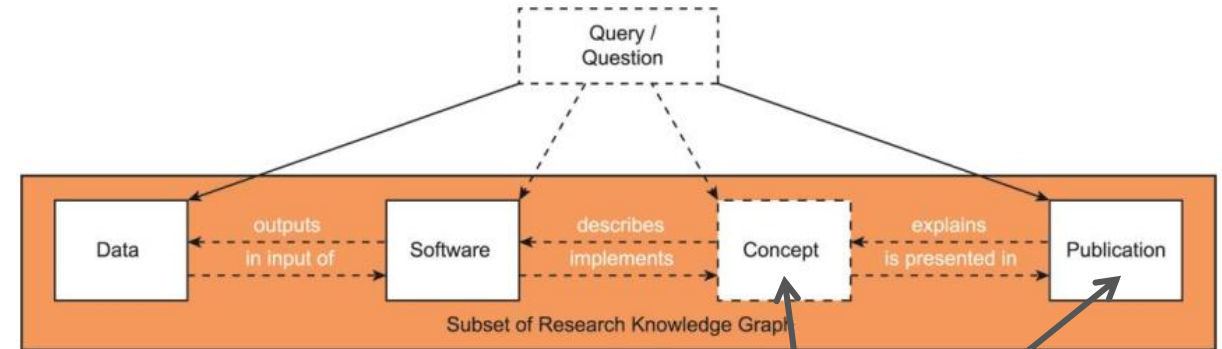 Query /
Question
Data
outputs
in input of
Software
describes
implements
Concept
explains
is presented in
Publication
Subset of Research Knowledge Graph